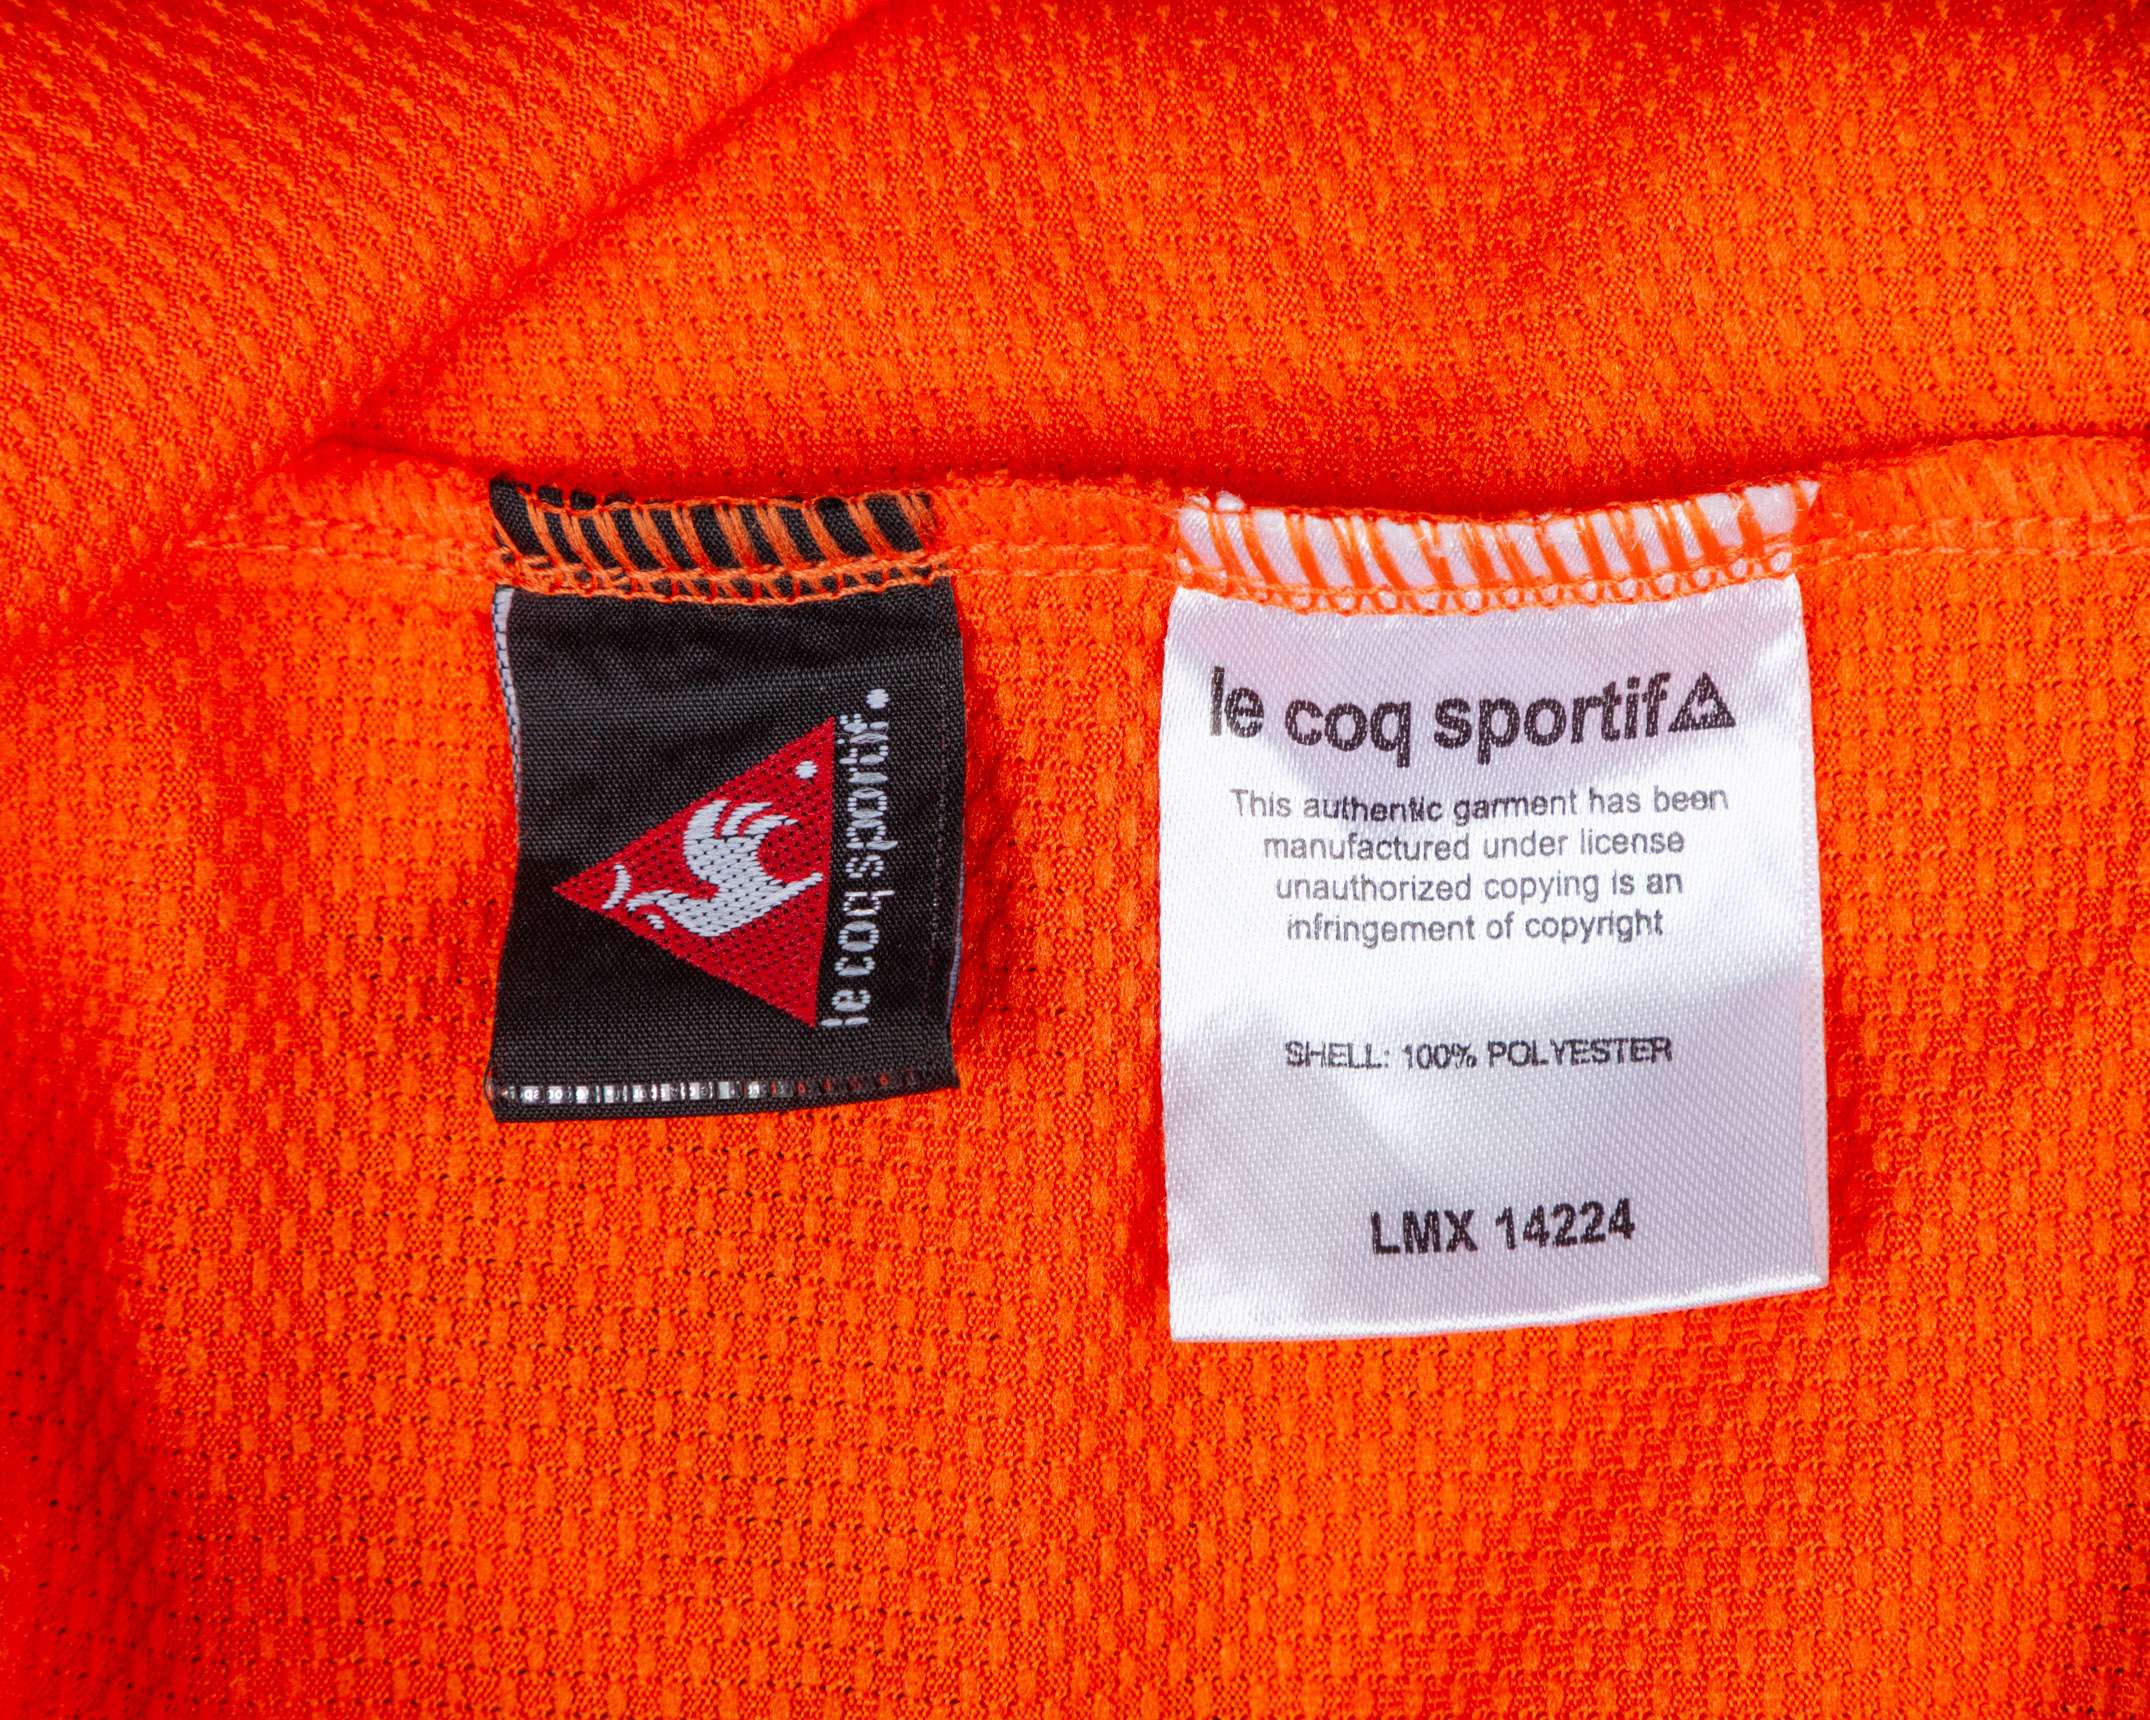 le coq sportif
le coq sportif
This authentic garment has been
manufactured under license
unauthorized copying is an
infringement of copyright
SHELL: 100% POLYESTER
LMX 14224